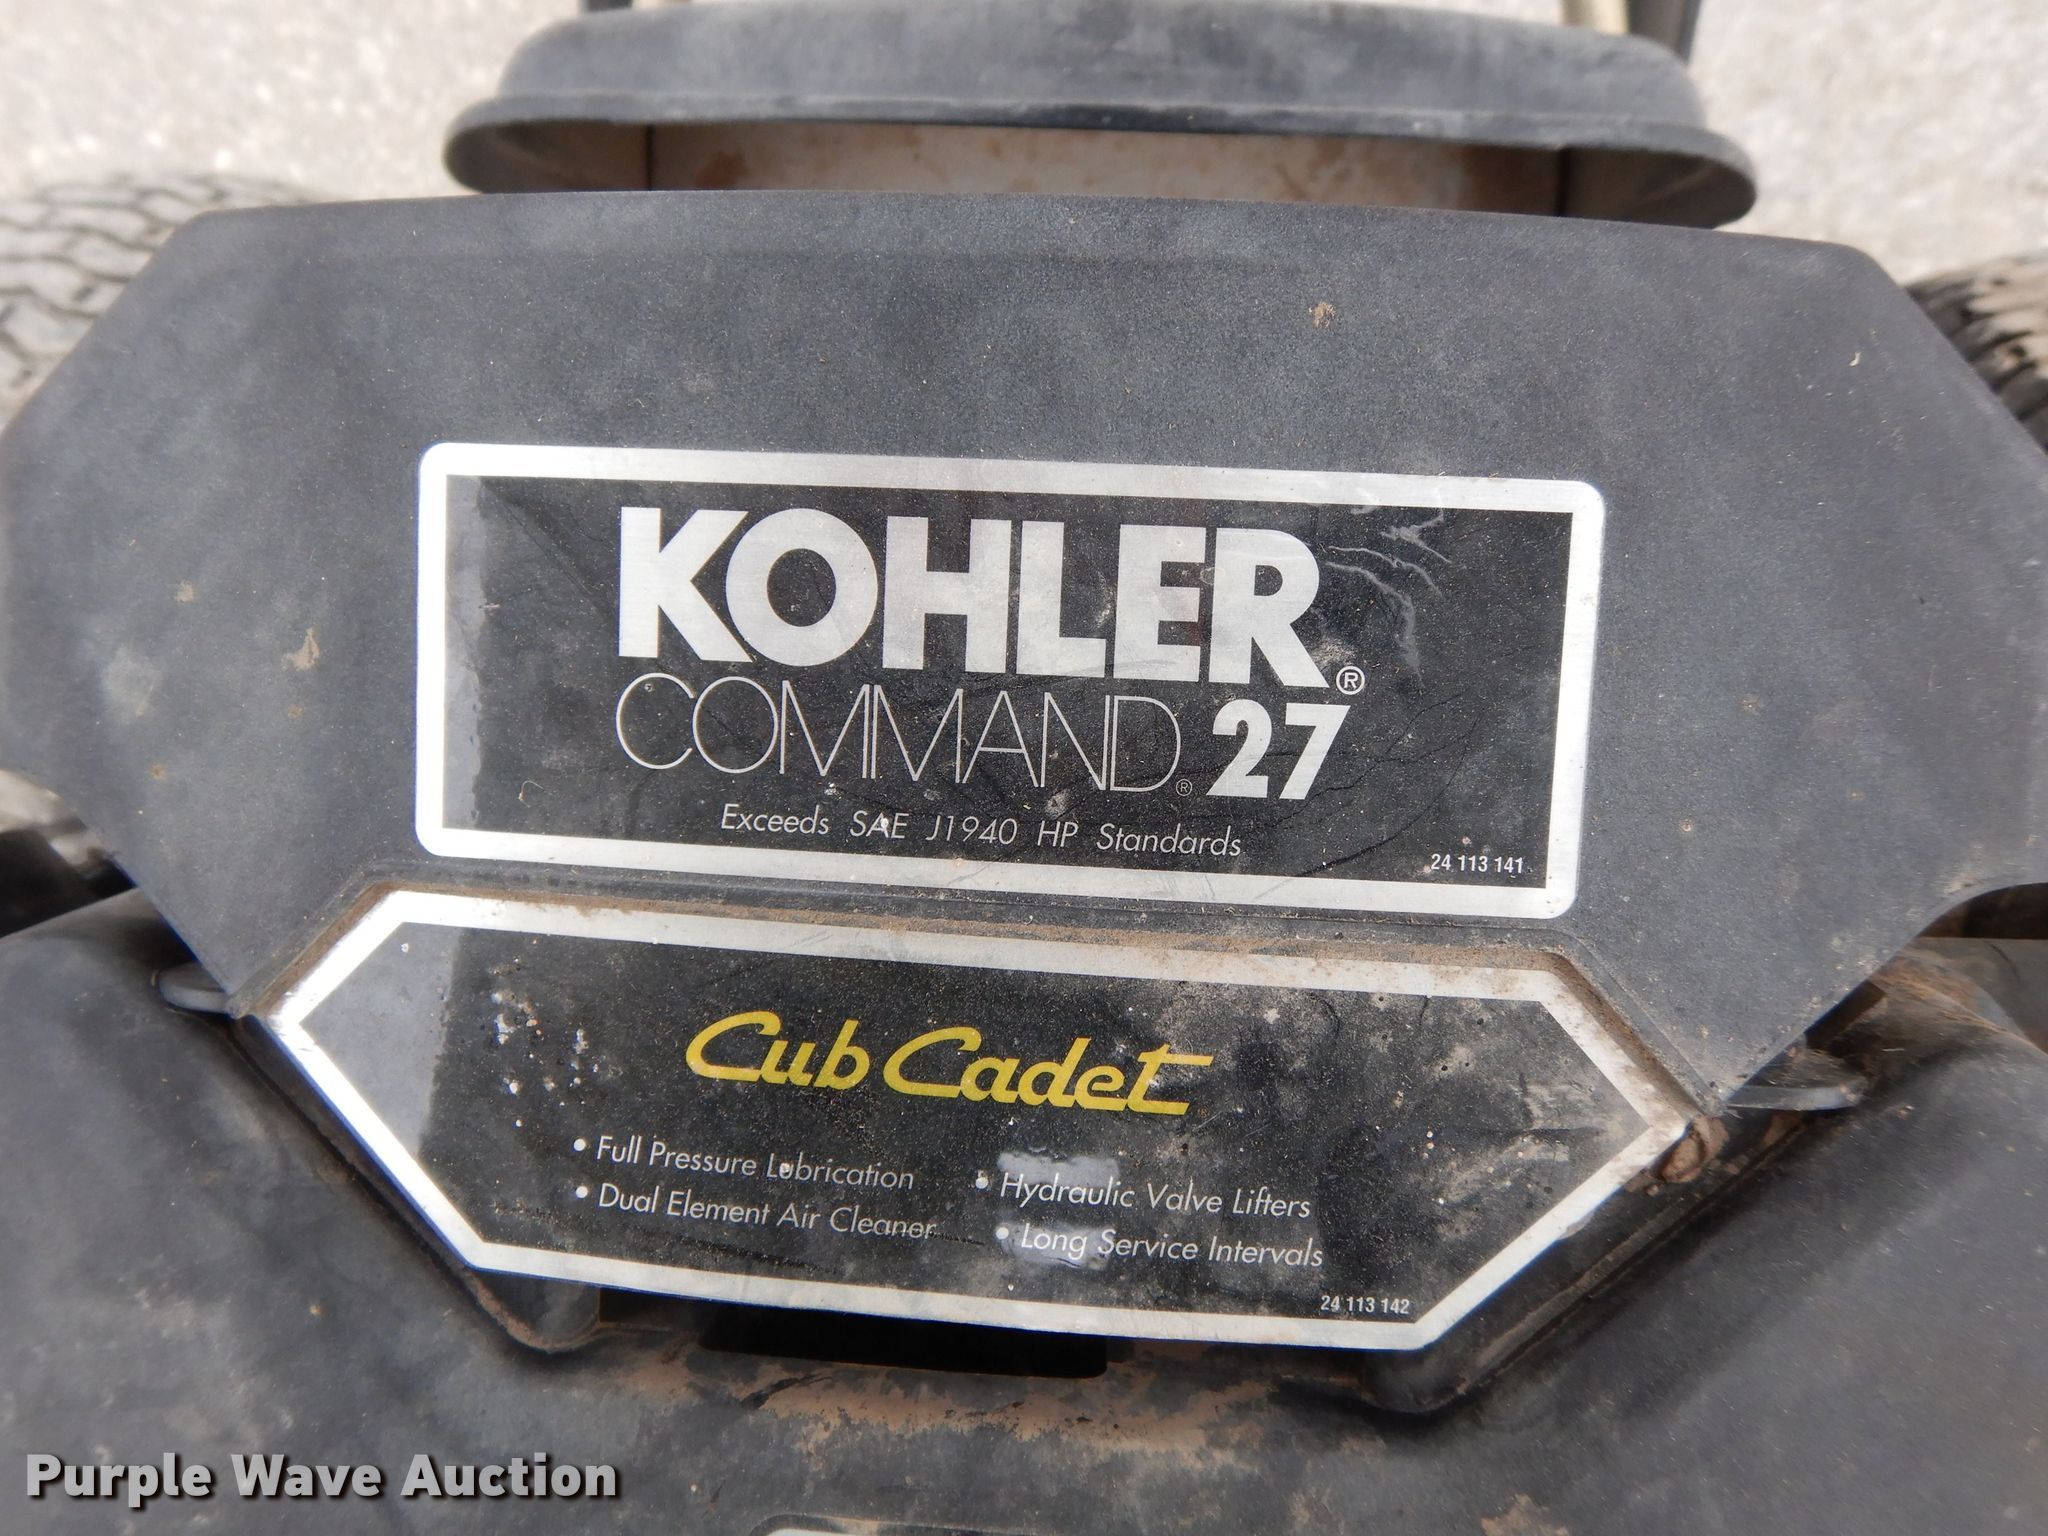 KOHLER®
COMMAND® 27
Exceeds SAE J1940 HP Standards
24 113 141
Cub Cadet
• Full Pressure Lubrication
• Dual Element Air Cleaner
• Hydraulic Valve Lifters
• Long Service Intervals
24 113 142
Purple Wave Auction